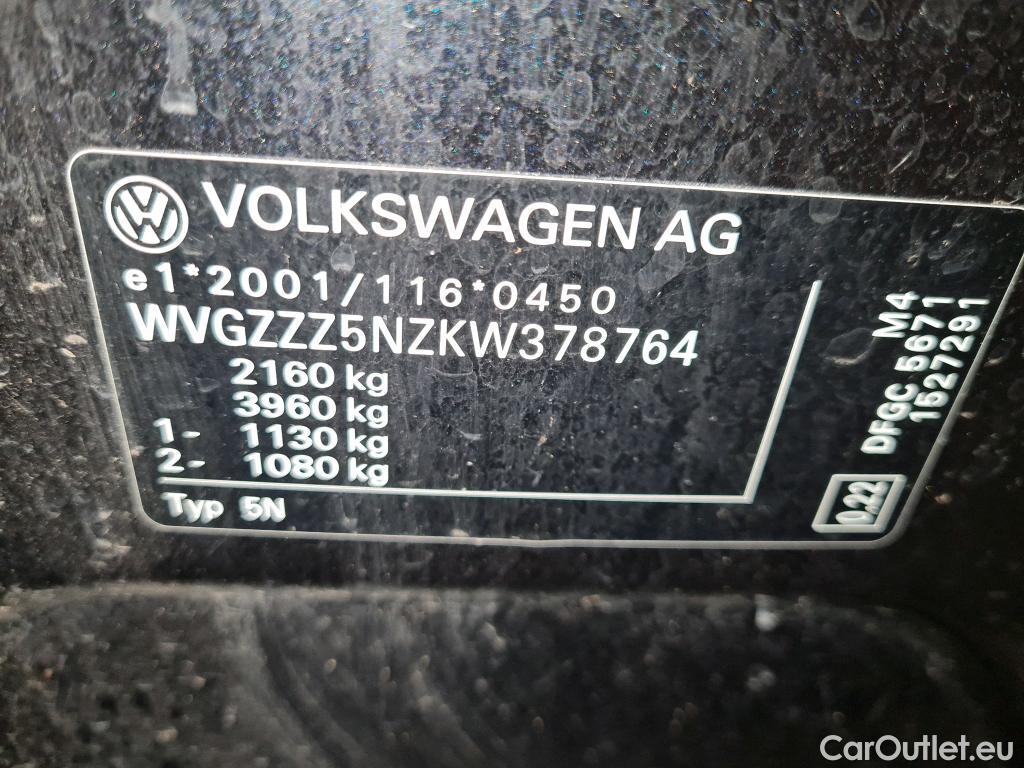 VOLKSWAGEN AG
e1*2001/116*0450
WVGZZZ5NZKW378764
2160 kg
3960 kg
1- 1130 kg
2- 1080 kg
Typ 5N
M4
DFGC 5671
1527291
0.22
CarOutlet.eu